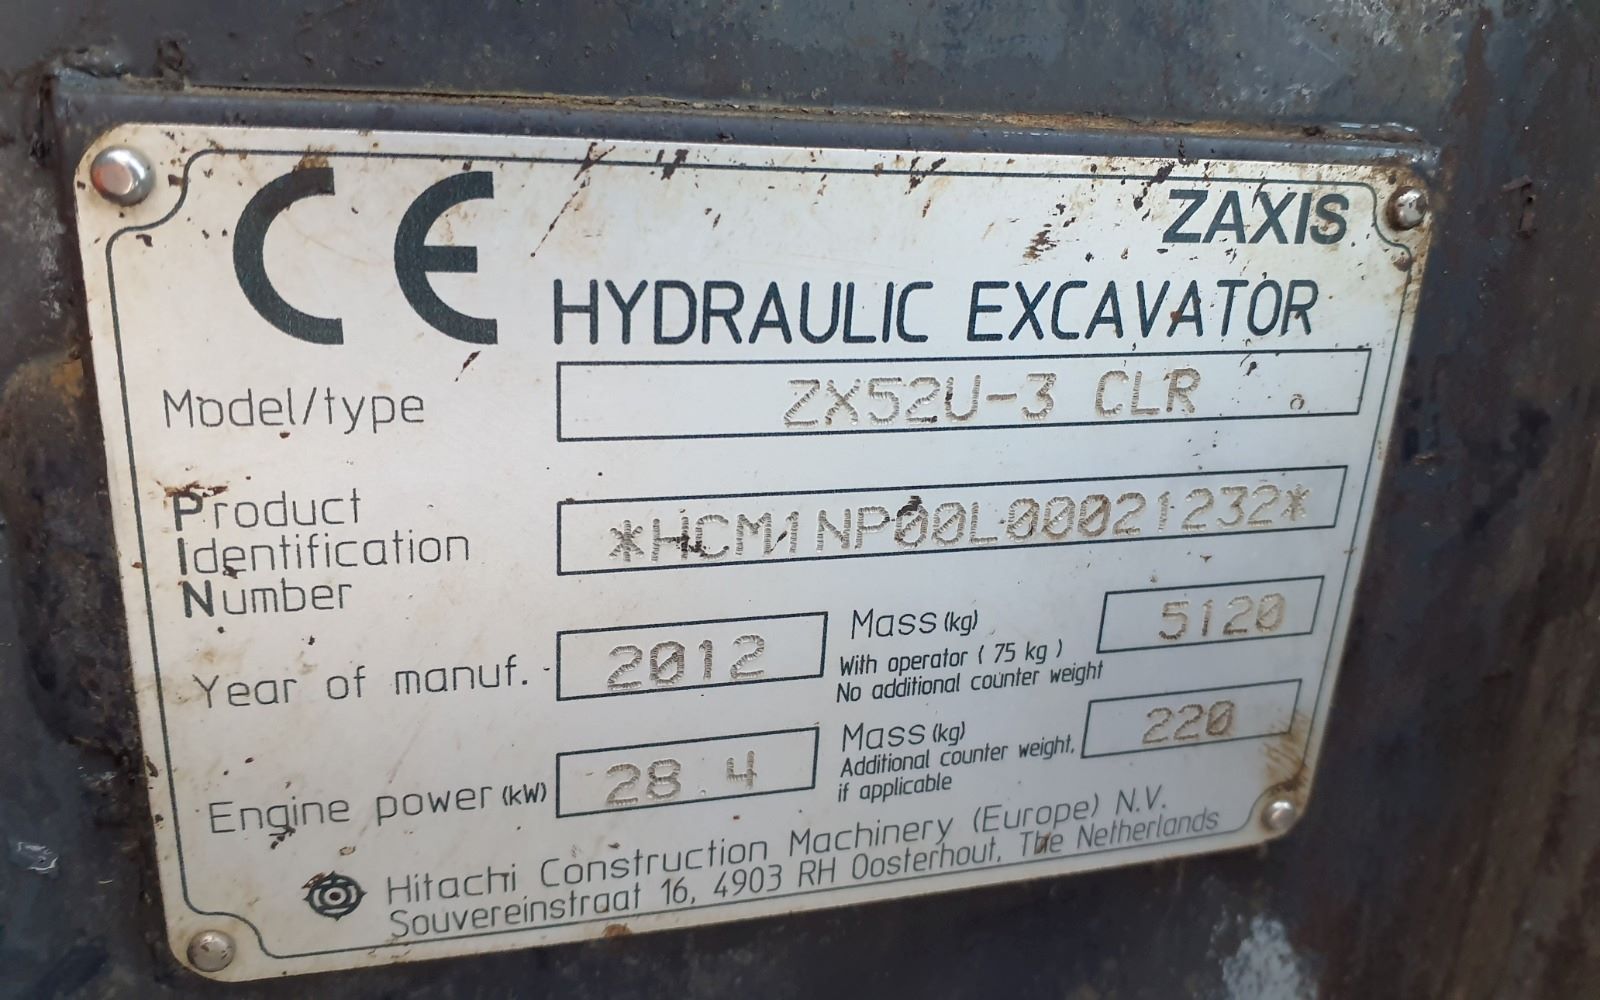 CE
ZAXIS
HYDRAULIC EXCAVATOR
Model/type ZX52U-3 CLR
Product
Identification
Number *HCM1NP00L00021232*
Year of manuf. 2012
Mass (kg) 5120
With operator ( 75 kg )
No additional counter weight
Engine power (kW) 28.4
Mass (kg) 220
Additional counter weight,
if applicable
Hitachi Construction Machinery (Europe) N.V.
Souvereinstraat 16, 4903 RH Oosterhout, The Netherlands